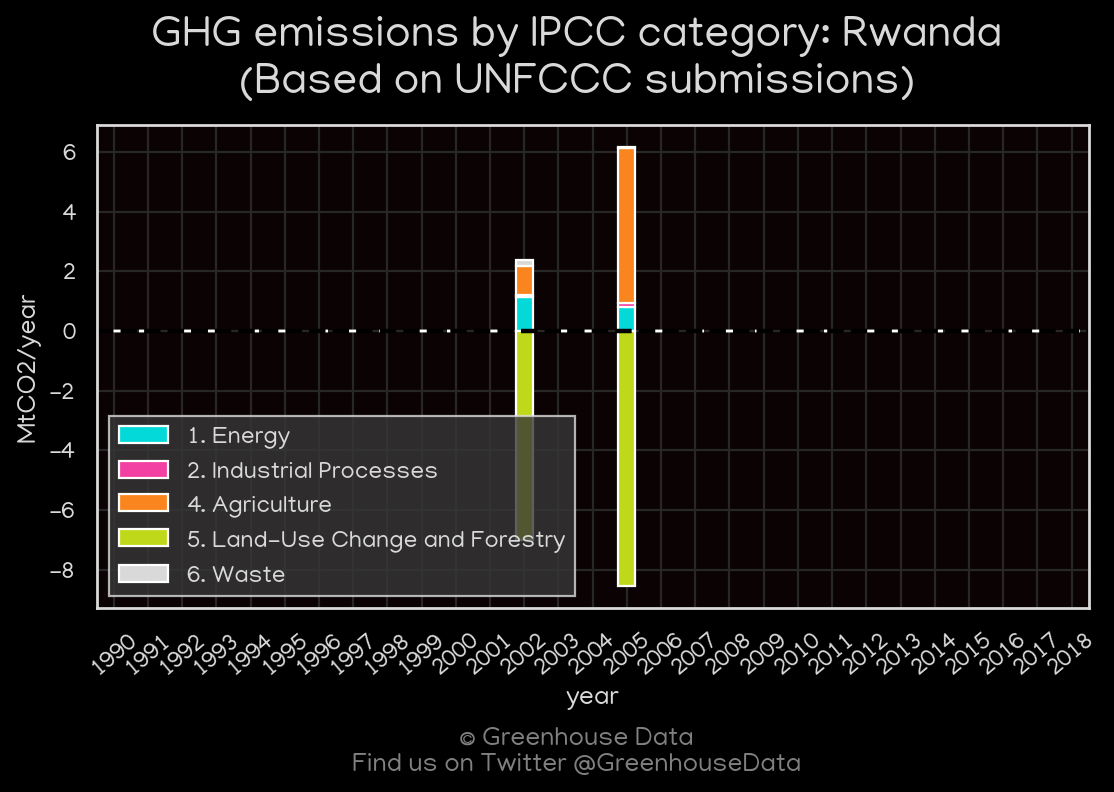 GHG emissions by IPCC category: Rwanda
(Based on UNFCCC submissions)
MtCO2/year
6
4
2
0
−2
−4
−6
−8
1. Energy
2. Industrial Processes
4. Agriculture
5. Land-Use Change and Forestry
6. Waste
1990 1991 1992 1993 1994 1995 1996 1997 1998 1999 2000 2001 2002 2003 2004 2005 2006 2007 2008 2009 2010 2011 2012 2013 2014 2015 2016 2017 2018
year
© Greenhouse Data
Find us on Twitter @GreenhouseData